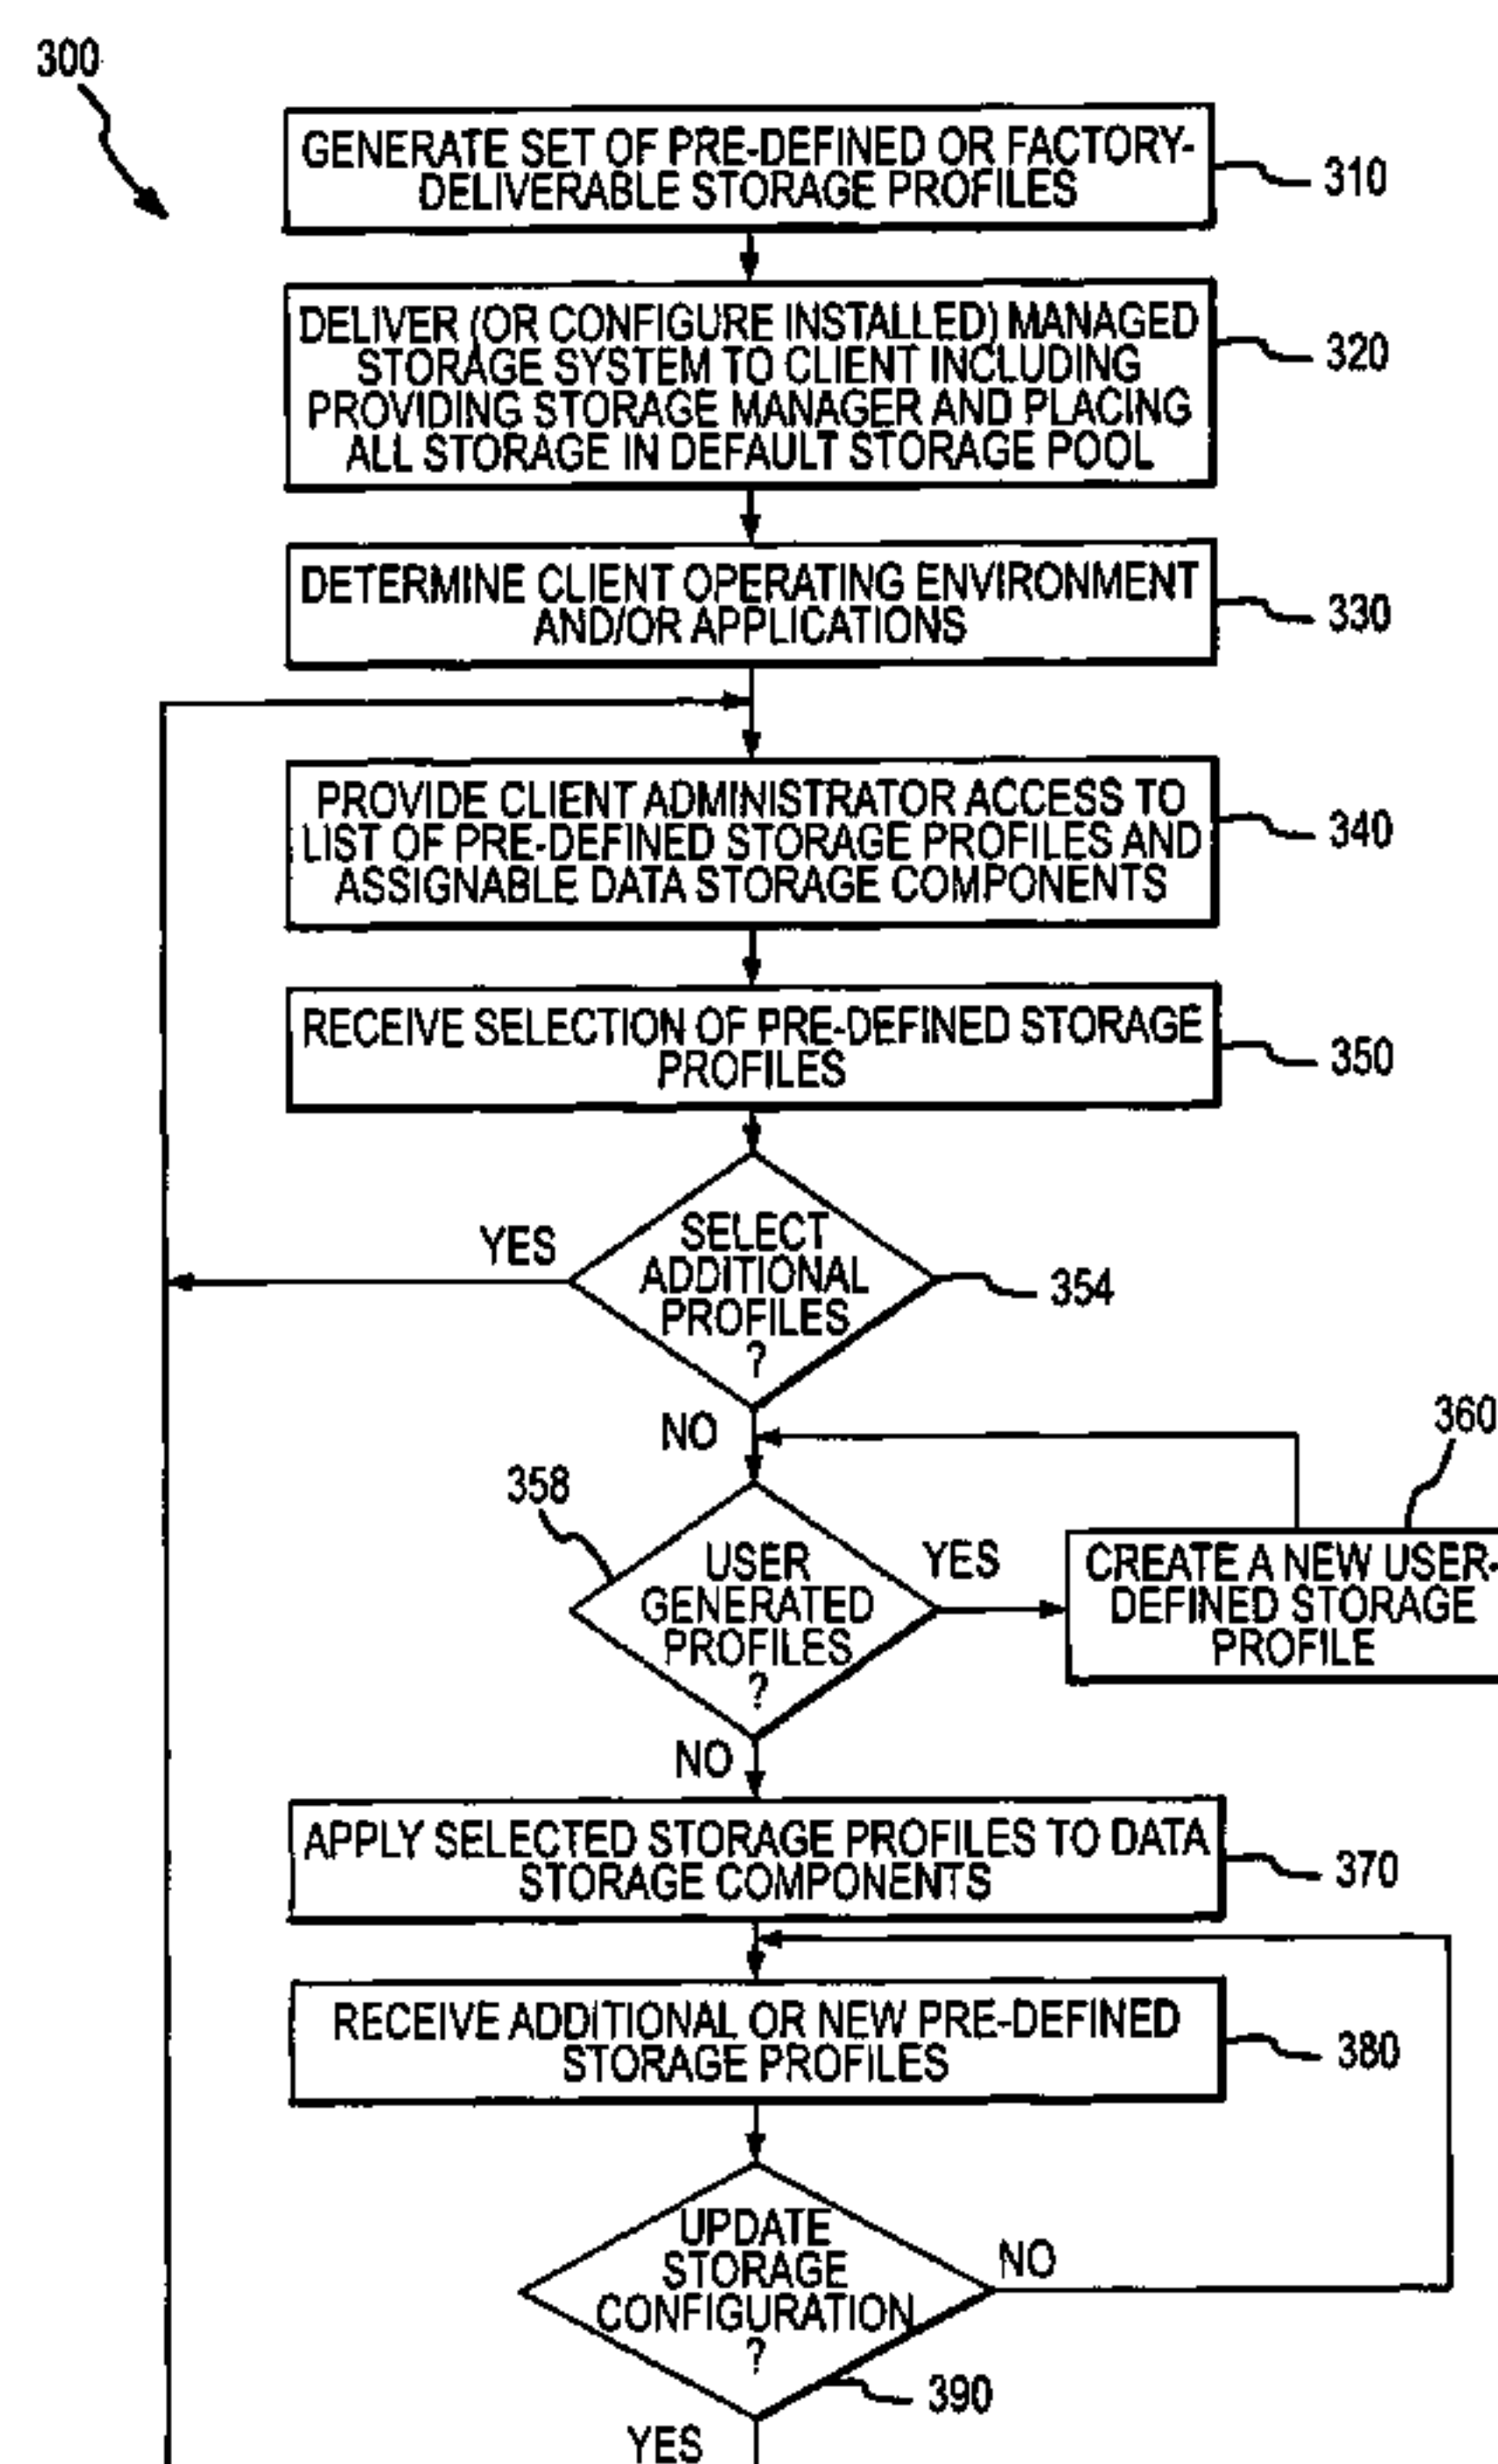 300
GENERATE SET OF PRE-DEFINED OR FACTORY-
DELIVERABLE STORAGE PROFILES
310
DELIVER (OR CONFIGURE INSTALLED) MANAGED
STORAGE SYSTEM TO CLIENT INCLUDING
PROVIDING STORAGE MANAGER AND PLACING
ALL STORAGE IN DEFAULT STORAGE POOL
320
DETERMINE CLIENT OPERATING ENVIRONMENT
AND/OR APPLICATIONS
330
PROVIDE CLIENT ADMINISTRATOR ACCESS TO
LIST OF PRE-DEFINED STORAGE PROFILES AND
ASSIGNABLE DATA STORAGE COMPONENTS
340
RECEIVE SELECTION OF PRE-DEFINED STORAGE
PROFILES
350
YES
SELECT
ADDITIONAL
PROFILES
?
354
NO
360
358
USER
GENERATED
PROFILES
?
YES
CREATE A NEW USER-
DEFINED STORAGE
PROFILE
NO
APPLY SELECTED STORAGE PROFILES TO DATA
STORAGE COMPONENTS
370
RECEIVE ADDITIONAL OR NEW PRE-DEFINED
STORAGE PROFILES
380
UPDATE
STORAGE
CONFIGURATION
?
NO
390
YES